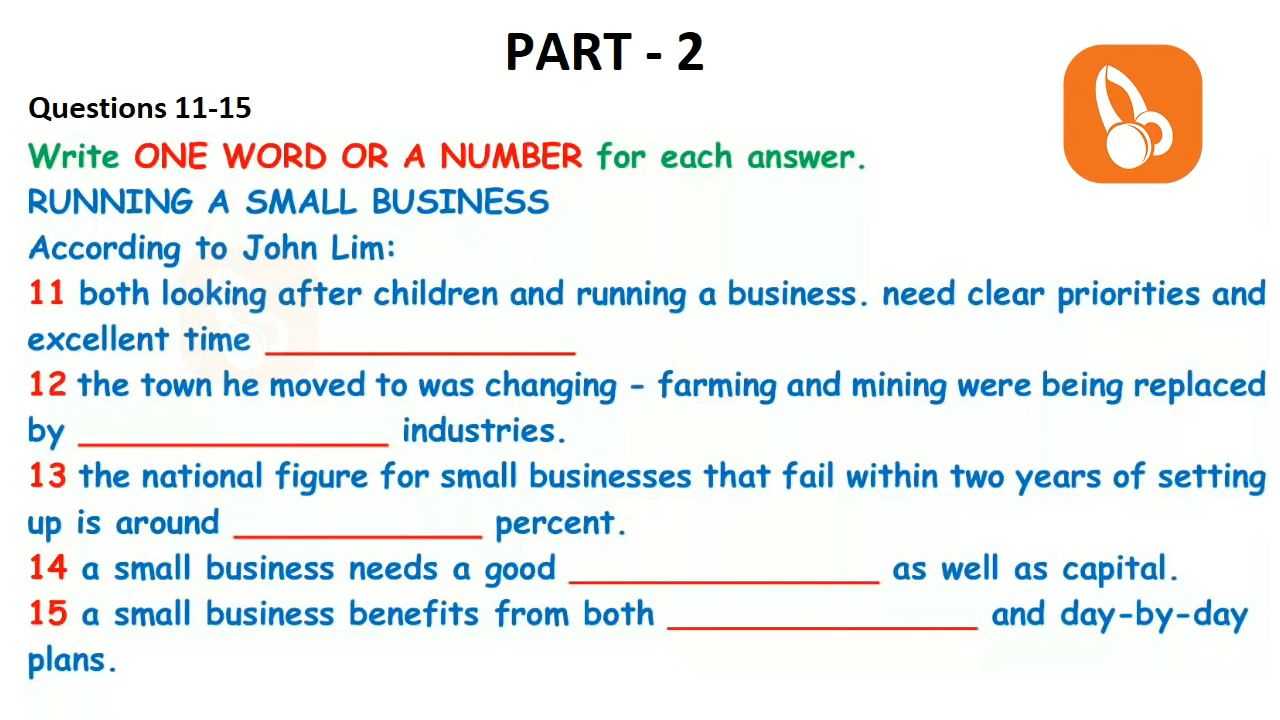 PART - 2
Questions 11-15
Write ONE WORD OR A NUMBER for each answer.
RUNNING A SMALL BUSINESS
According to John Lim:
11 both looking after children and running a business. need clear priorities and
excellent time ____________________
12 the town he moved to was changing - farming and mining were being replaced
by ____________________ industries.
13 the national figure for small businesses that fail within two years of setting
up is around ________________ percent.
14 a small business needs a good ____________________ as well as capital.
15 a small business benefits from both ____________________ and day-by-day
plans.